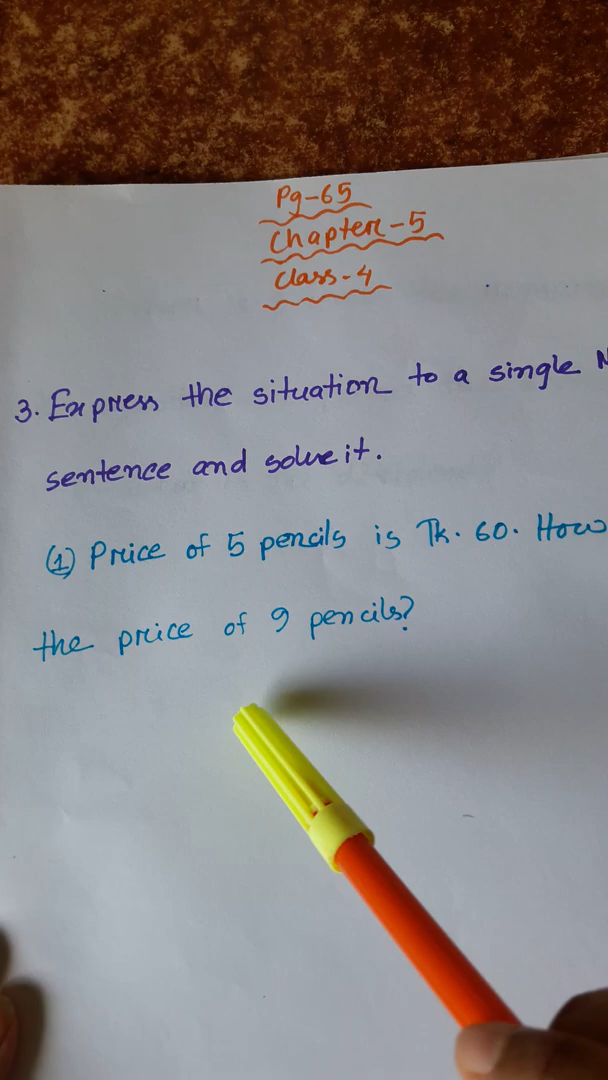 Pg-65
Chapter-5
Class-4
3. Express the situation to a single
sentence and solve it.
(1) Price of 5 pencils is Tk. 60. How
the price of 9 pencils?